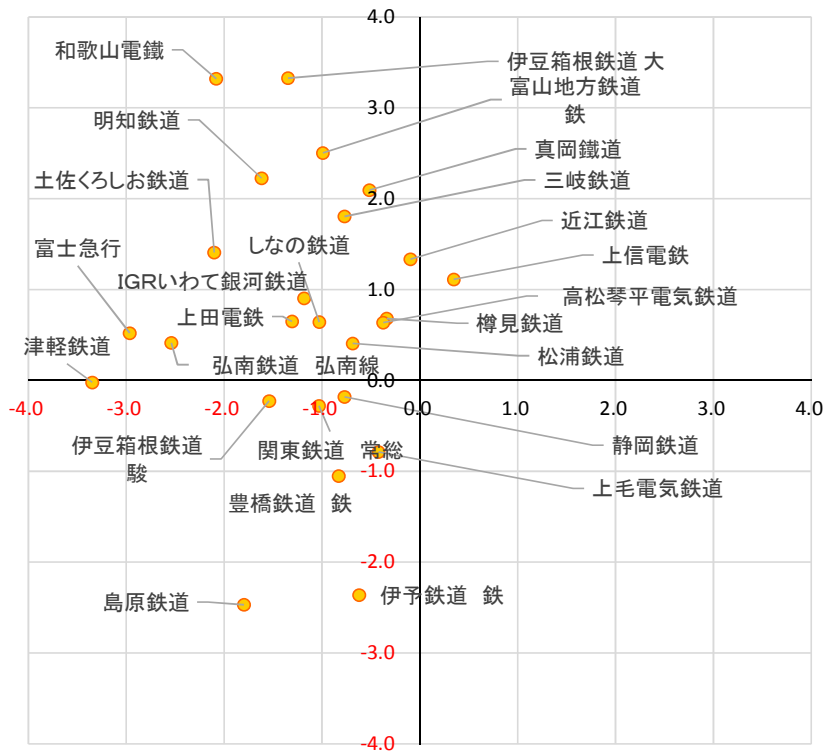 4.0
和歌山電鐵
伊豆箱根鉄道 大
富山地方鉄道
鉄
3.0
明知鉄道
真岡鐵道
三岐鉄道
土佐くろしお鉄道
2.0
近江鉄道
しなの鉄道
富士急行
上信電鉄
IGRいわて銀河鉄道
1.0
高松琴平電気鉄道
上田電鉄
樽見鉄道
津軽鉄道
弘南鉄道 弘南線
松浦鉄道
0.0
-4.0 -3.0 -2.0 -1.0 0.0 1.0 2.0 3.0 4.0
伊豆箱根鉄道
駿
関東鉄道 常総
静岡鉄道
-1.0
上毛電気鉄道
豊橋鉄道 鉄
-2.0
島原鉄道
伊予鉄道 鉄
-3.0
-4.0